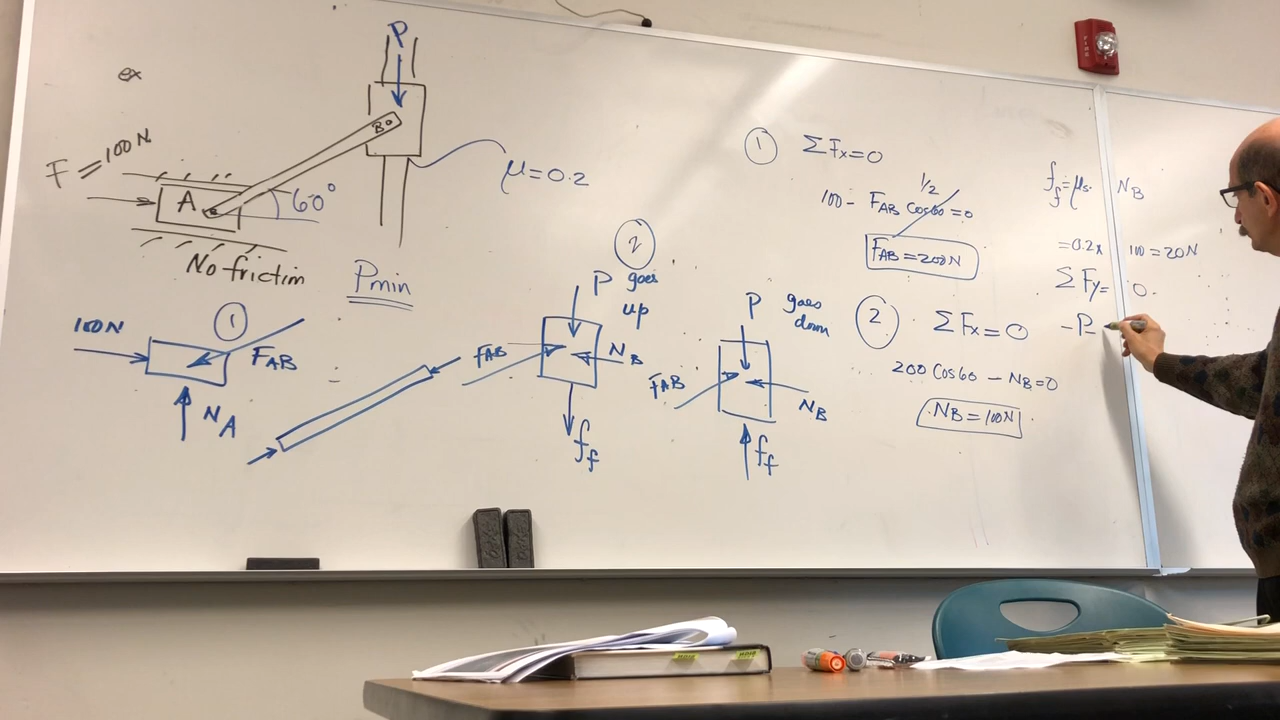 ex
P
B
F = 100 N
A
60°
μ = 0.2
No friction
Pmin
①
100N
FAB
NA
②
P goes
up
FAB
NB
ff
P goes
down
FAB
NB
ff
① ΣFx=0
1/2
100 - FAB Cos60 = 0
FAB = 200N
② ΣFx = 0
200 Cos60 - NB = 0
NB = 100N
ff = μs. NB
= 0.2 x 100 = 20N
ΣFy = 0.
- P
FIRE